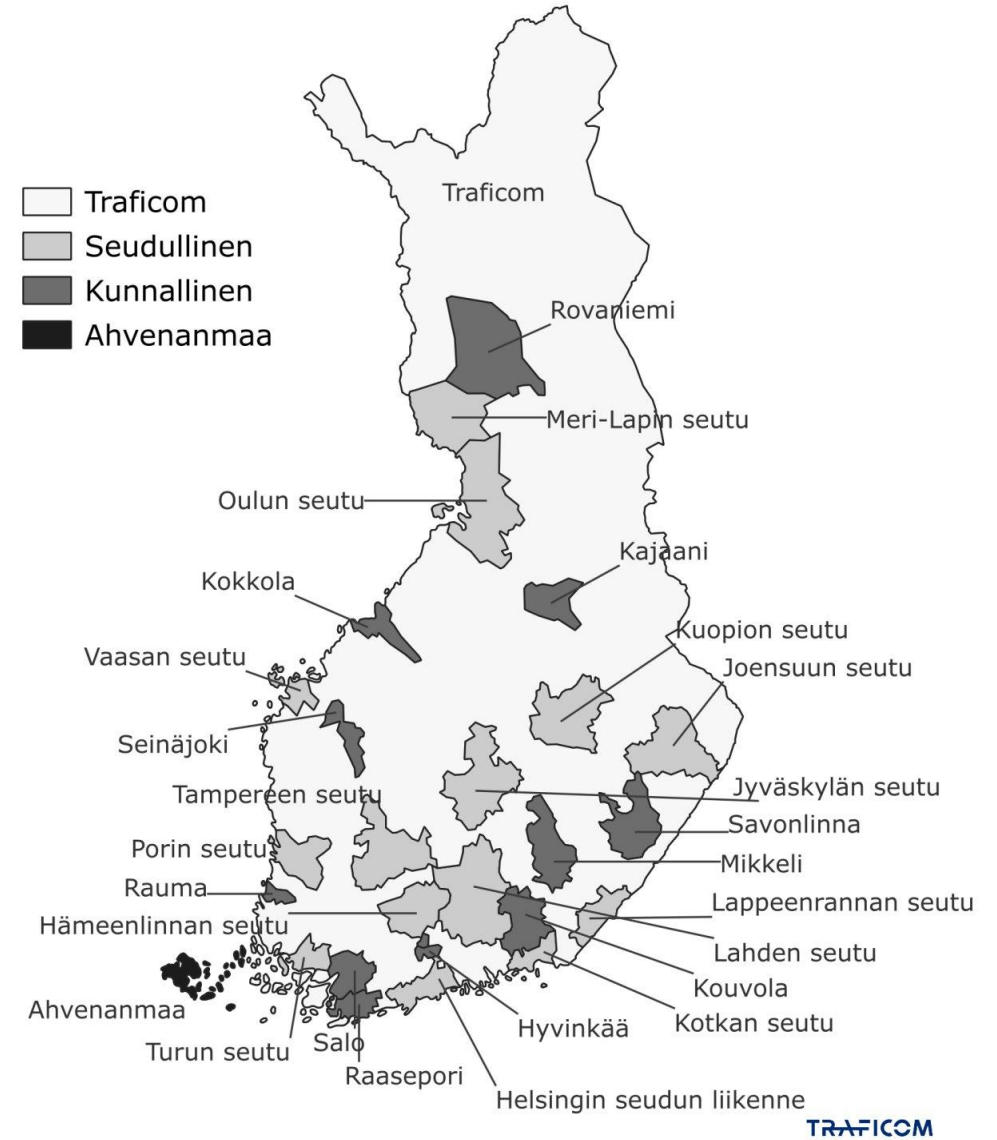 Traficom
Traficom
Seudullinen
Kunnallinen
Ahvenanmaa
Rovaniemi
Meri-Lapin seutu
Oulun seutu
Kajaani
Kokkola
Kuopion seutu
Vaasan seutu
Joensuun seutu
Seinäjoki
Jyväskylän seutu
Tampereen seutu
Savonlinna
Porin seutu
Mikkeli
Rauma
Lappeenrannan seutu
Hämeenlinnan seutu
Lahden seutu
Kouvola
Ahvenanmaa
Kotkan seutu
Hyvinkää
Salo
Turun seutu
Raasepori
Helsingin seudun liikenne
TRAFICOM